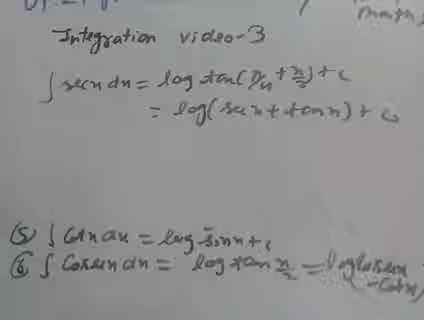 math
Integration video-3
∫ secx dx = log tan(π/4 + x/2) + c
= log(secx + tanx) + c
(5) ∫ Cotx dx = log sinx + c
(6) ∫ Cosecx dx = log tan x/2 = log(Cosecx - Cotx)